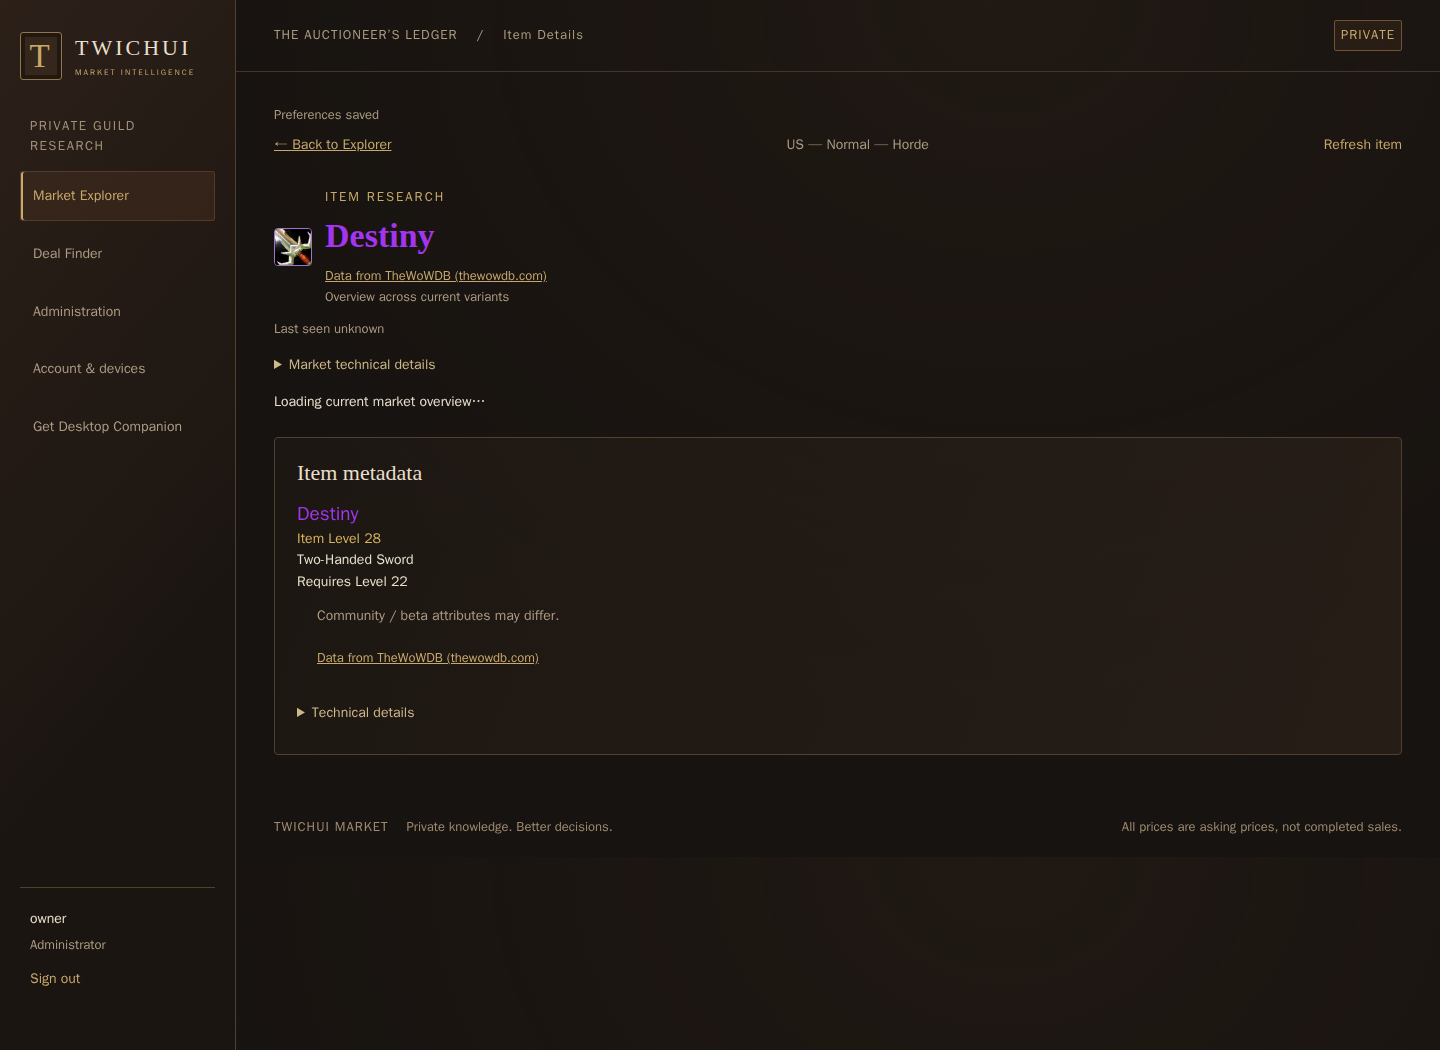 T
TWICHUI
MARKET INTELLIGENCE
PRIVATE GUILD
RESEARCH
Market Explorer
Deal Finder
Administration
Account & devices
Get Desktop Companion
owner
Administrator
Sign out
THE AUCTIONEER'S LEDGER / Item Details
PRIVATE
Preferences saved
← Back to Explorer
US — Normal — Horde
Refresh item
ITEM RESEARCH
Destiny
Data from TheWoWDB (thewowdb.com)
Overview across current variants
Last seen unknown
▶ Market technical details
Loading current market overview…
Item metadata
Destiny
Item Level 28
Two-Handed Sword
Requires Level 22
Community / beta attributes may differ.
Data from TheWoWDB (thewowdb.com)
▶ Technical details
TWICHUI MARKET Private knowledge. Better decisions.
All prices are asking prices, not completed sales.